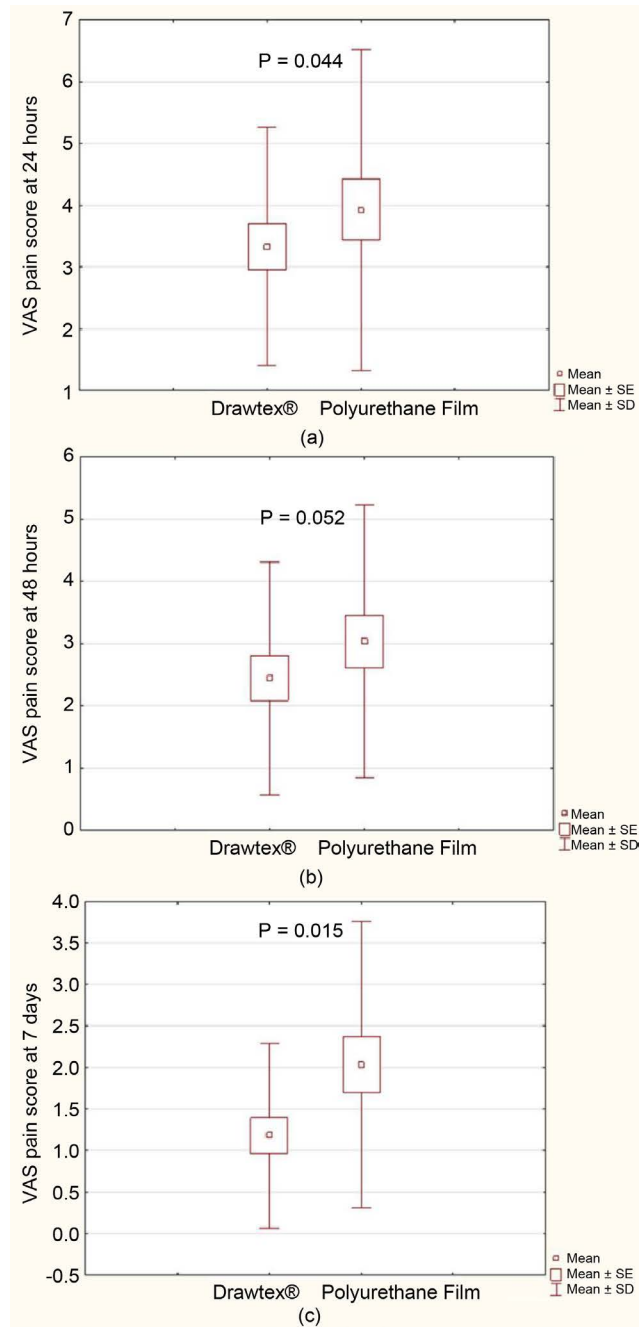 7
P = 0.044
6
5
4
3
2
1
VAS pain score at 24 hours
Drawtex® Polyurethane Film
Mean
Mean ± SE
Mean ± SD
(a)
6
P = 0.052
5
4
3
2
1
0
VAS pain score at 48 hours
Drawtex® Polyurethane Film
Mean
Mean ± SE
Mean ± SD
(b)
4.0
P = 0.015
3.5
3.0
2.5
2.0
1.5
1.0
0.5
0.0
-0.5
VAS pain score at 7 days
Drawtex® Polyurethane Film
Mean
Mean ± SE
Mean ± SD
(c)